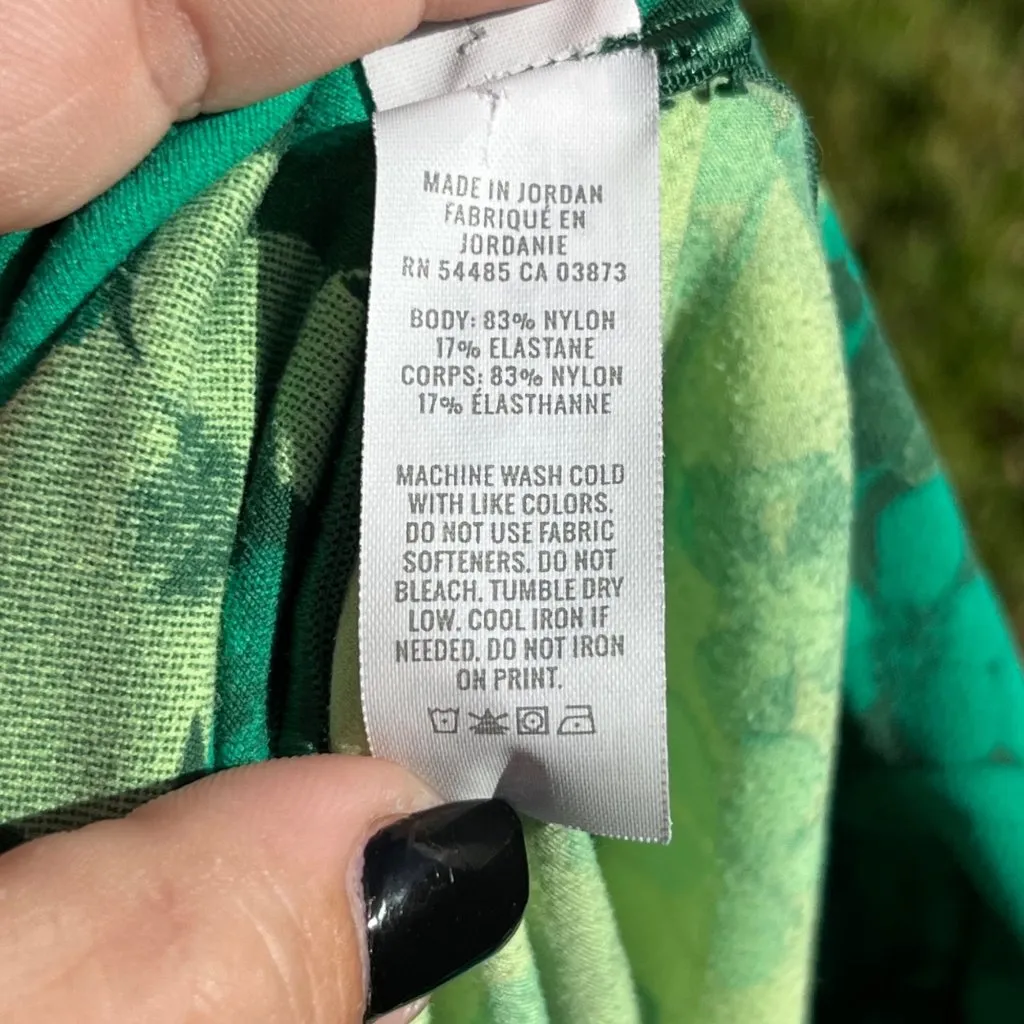 MADE IN JORDAN
FABRIQUÉ EN
JORDANIE
RN 54485 CA 03873
BODY: 83% NYLON
17% ELASTANE
CORPS: 83% NYLON
17% ÉLASTHANNE
MACHINE WASH COLD
WITH LIKE COLORS.
DO NOT USE FABRIC
SOFTENERS. DO NOT
BLEACH. TUMBLE DRY
LOW. COOL IRON IF
NEEDED. DO NOT IRON
ON PRINT.